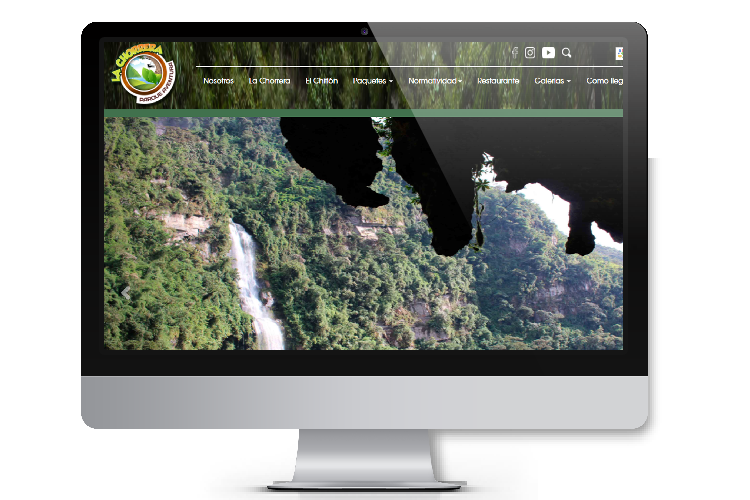 LA CHORRERA
PARQUE AVENTURA
Nosotros La Chorrera El Chiflón Paquetes Normatividad Restaurante Galerias Como lleg